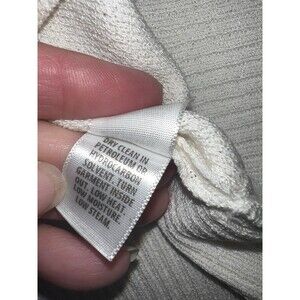 DRY CLEAN IN
PETROLEUM OR
HYDROCARBON
SOLVENT. TURN
GARMENT INSIDE
OUT. LOW HEAT.
LOW MOISTURE
LOW STEAM.